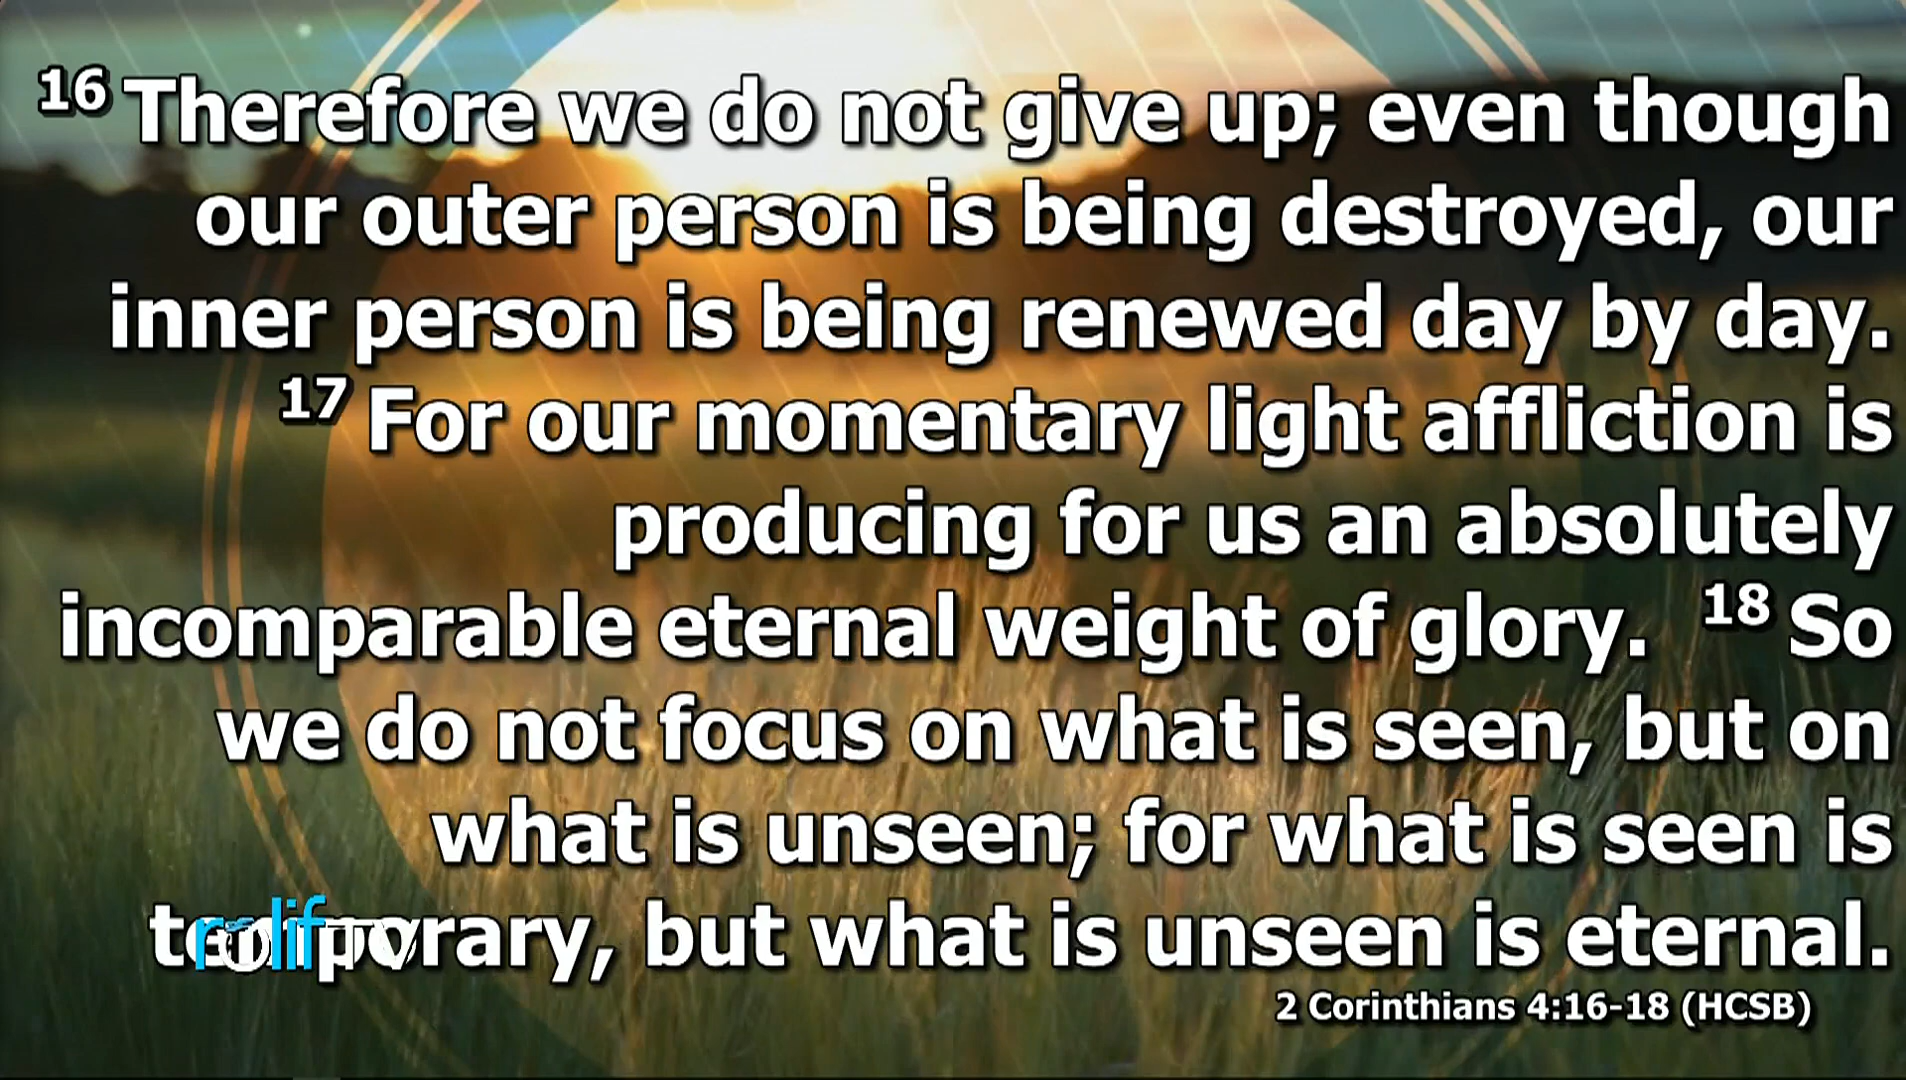 16 Therefore we do not give up; even though
our outer person is being destroyed, our
inner person is being renewed day by day.
17 For our momentary light affliction is
producing for us an absolutely
incomparable eternal weight of glory. 18 So
we do not focus on what is seen, but on
what is unseen; for what is seen is
temporary, but what is unseen is eternal.
2 Corinthians 4:16-18 (HCSB)